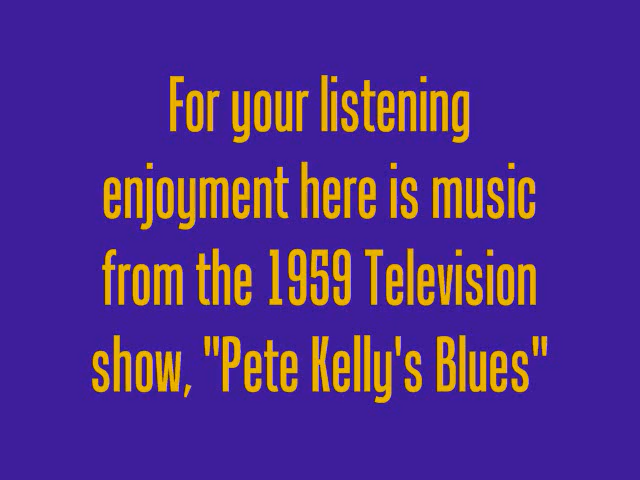 For your listening
enjoyment here is music
from the 1959 Television
show, "Pete Kelly's Blues"